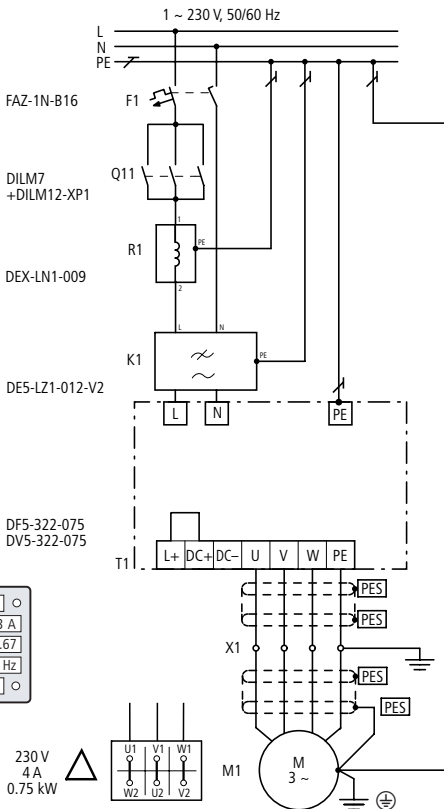 1 ~ 230 V, 50/60 Hz
L
N
PE
FAZ-1N-B16
F1
DILM7
+DILM12-XP1
Q11
1
R1
PE
DEX-LN1-009
2
L N
K1
PE
DE5-LZ1-012-V2
L N PE
DF5-322-075
DV5-322-075
T1
L+ DC+ DC– U V W PE
PES
PES
X1
PES
PES
A
.67
Hz
230 V
4 A
0.75 kW
U1 V1 W1
W2 U2 V2
M1
M
3 ~